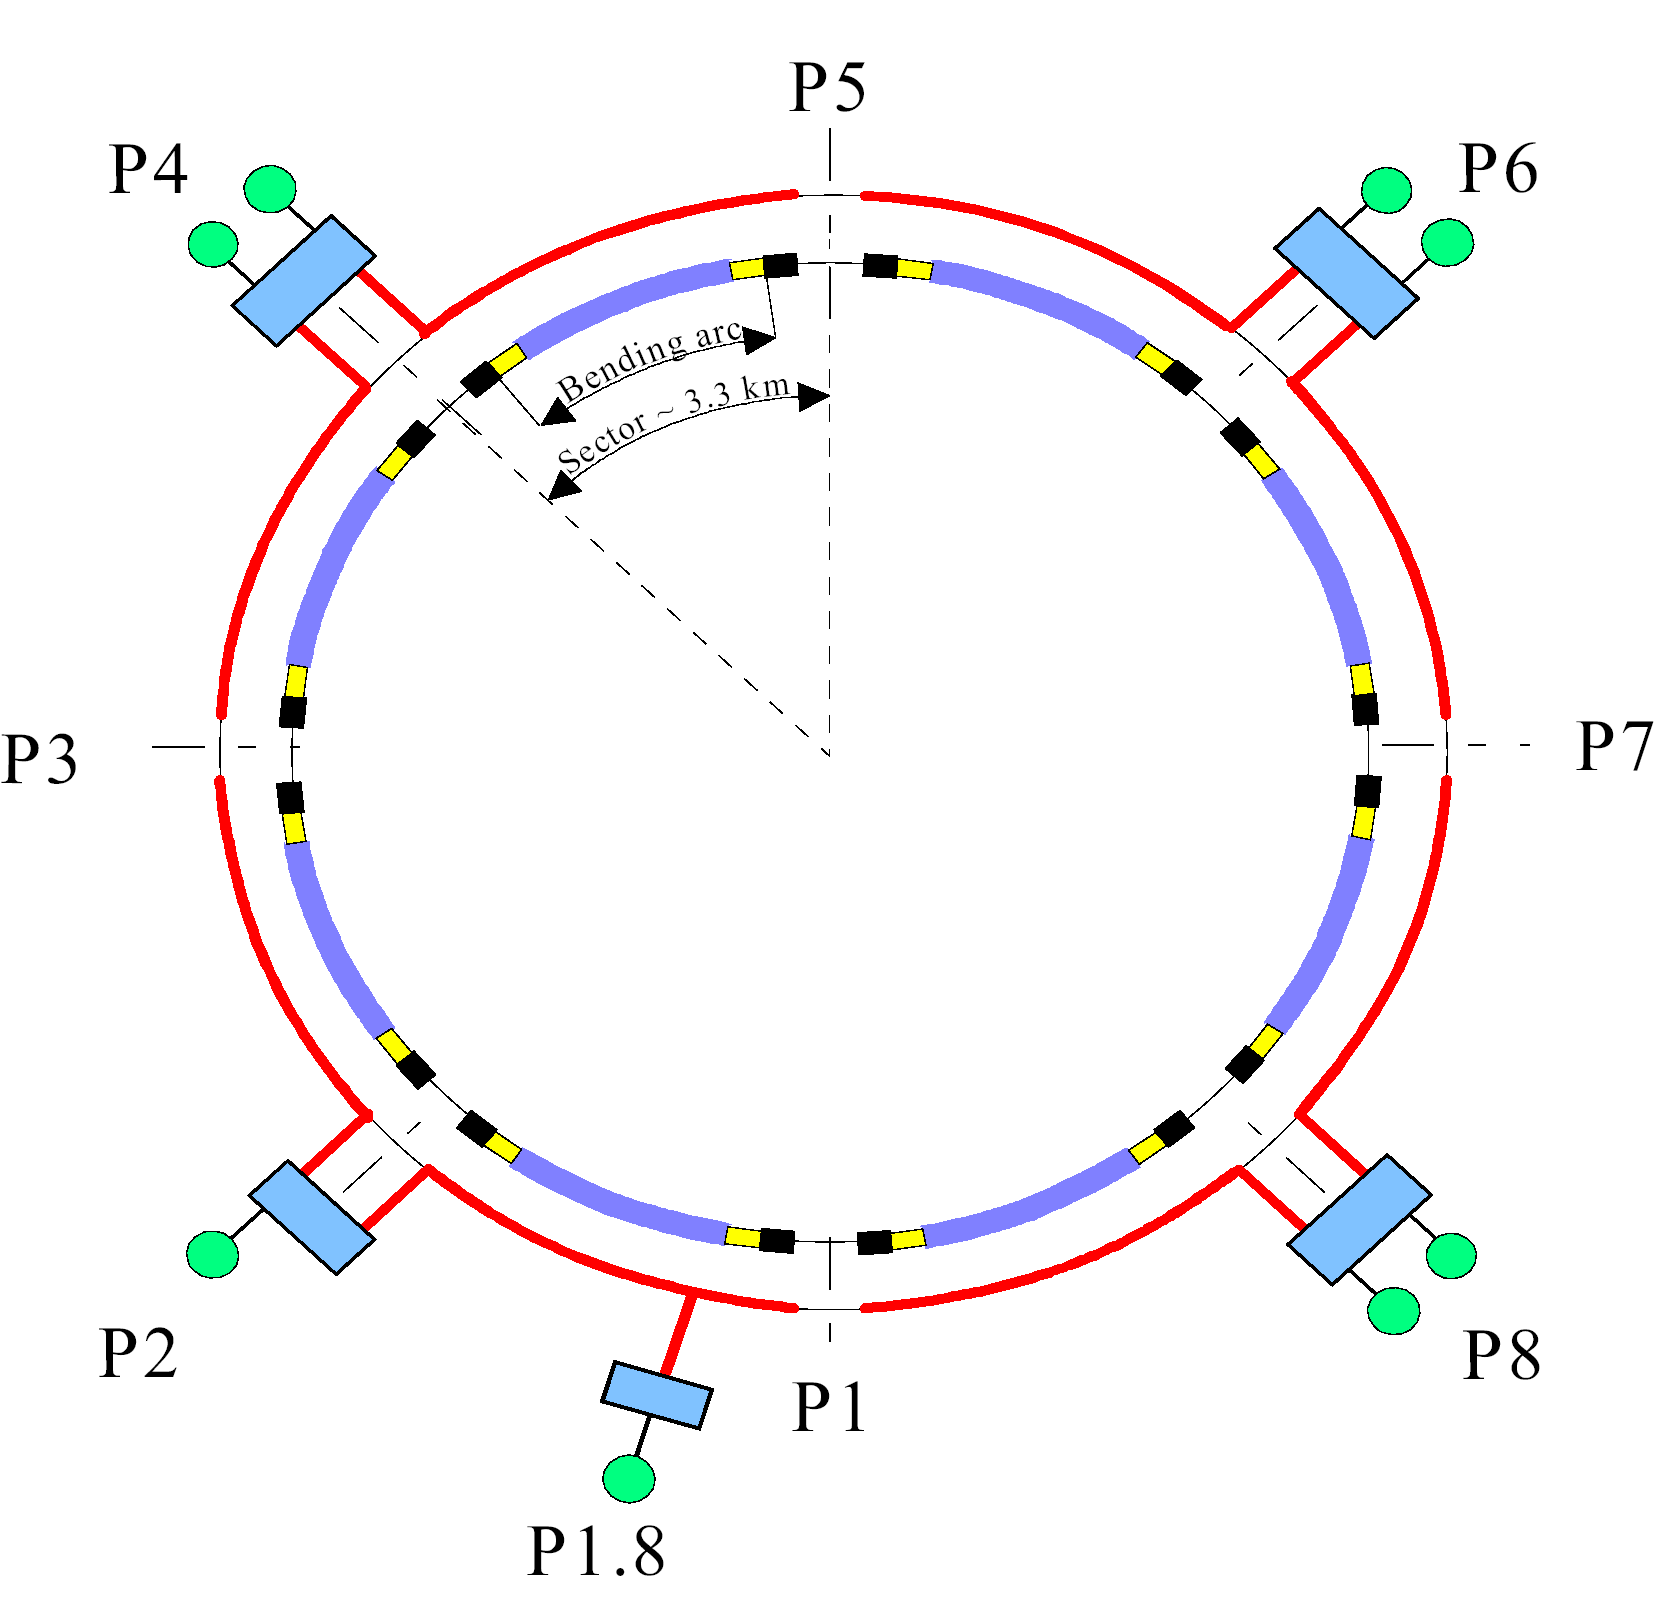 P5
P4
P6
Bending arc
Sector ~ 3.3 km
P3
P7
P2
P8
P1
P1.8